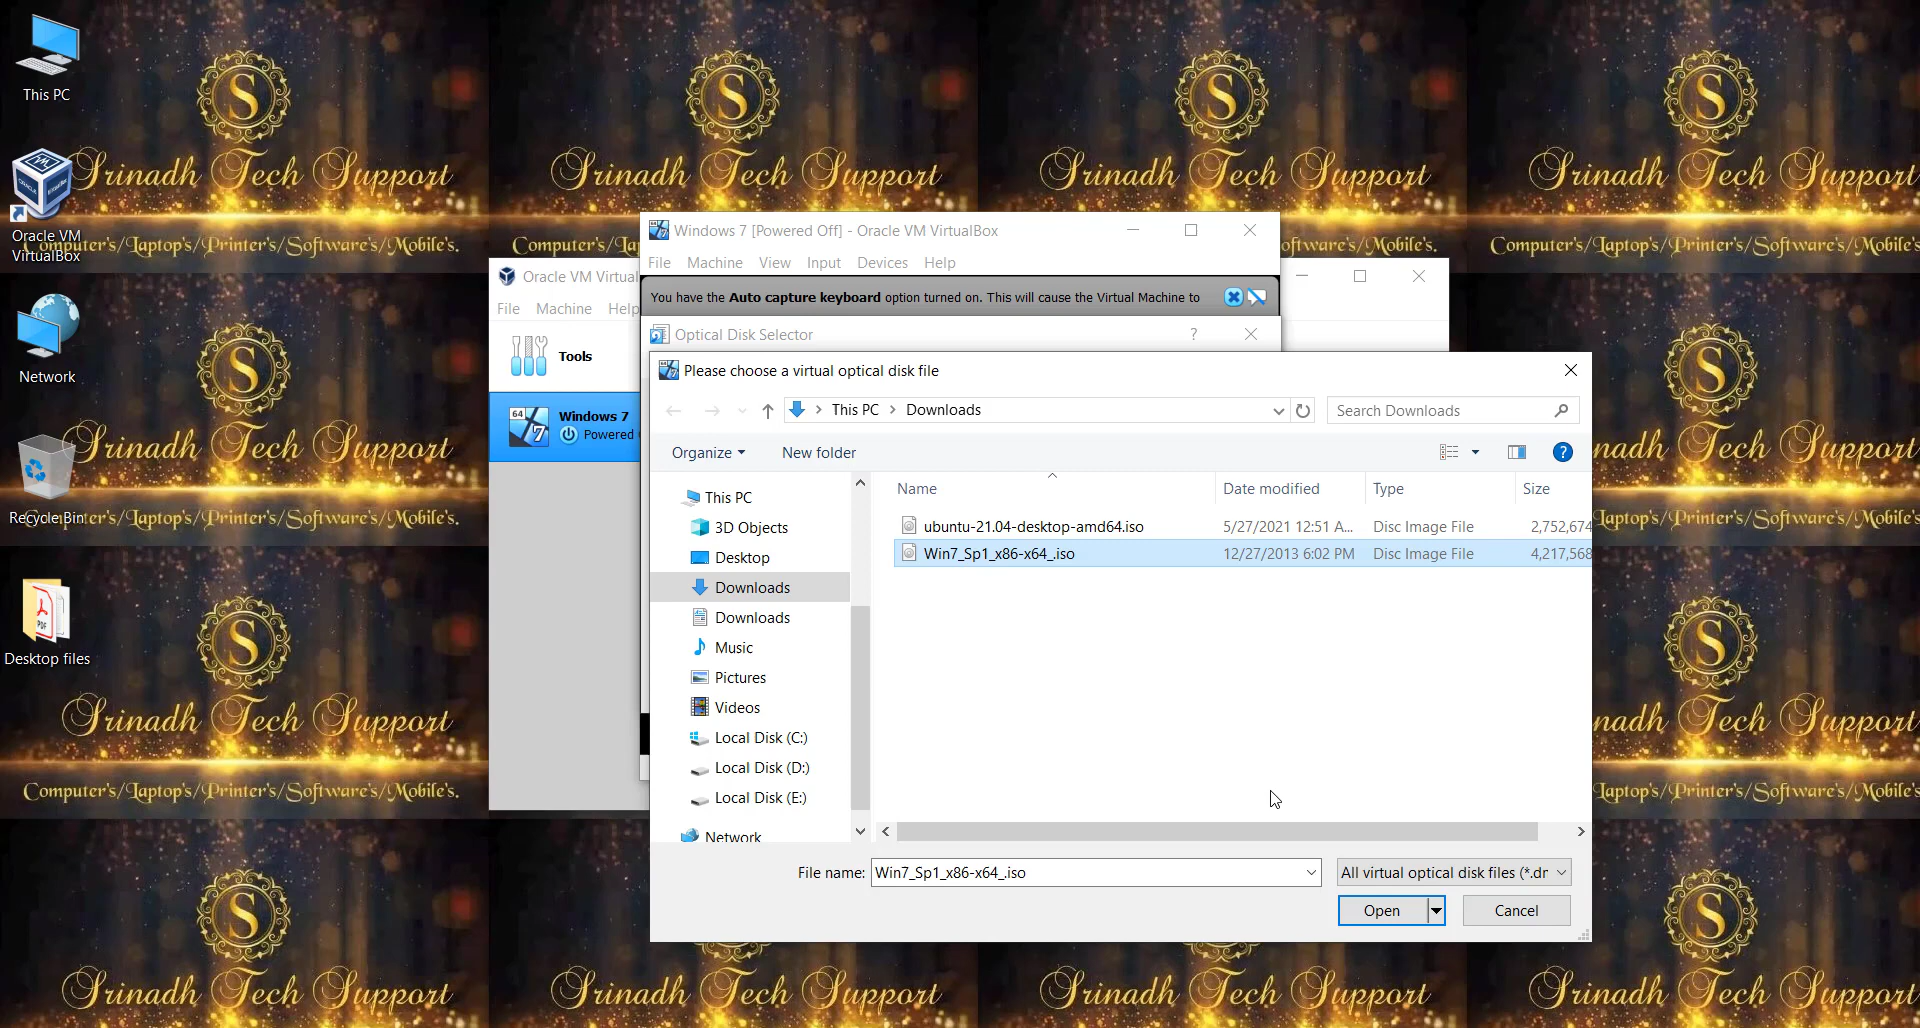 This PC
Oracle VM
VirtualBox
Network
Recycle Bin
Desktop files
S
Srinadh Tech Support
Computer's/Laptop's/Printer's/Software's/Mobile's.
Windows 7 [Powered Off] - Oracle VM VirtualBox
File Machine View Input Devices Help
You have the Auto capture keyboard option turned on. This will cause the Virtual Machine to
Oracle VM Virtual
File Machine Help
Tools
64
7
Windows 7
Powered
Optical Disk Selector
?
Please choose a virtual optical disk file
This PC > Downloads
Search Downloads
Organize
New folder
?
Name Date modified Type Size
ubuntu-21.04-desktop-amd64.iso 5/27/2021 12:51 A... Disc Image File 2,752,674
Win7_Sp1_x86-x64_.iso 12/27/2013 6:02 PM Disc Image File 4,217,568
This PC
3D Objects
Desktop
Downloads
Downloads
Music
Pictures
Videos
Local Disk (C:)
Local Disk (D:)
Local Disk (E:)
Network
File name: Win7_Sp1_x86-x64_.iso
All virtual optical disk files (*.dr
Open
Cancel